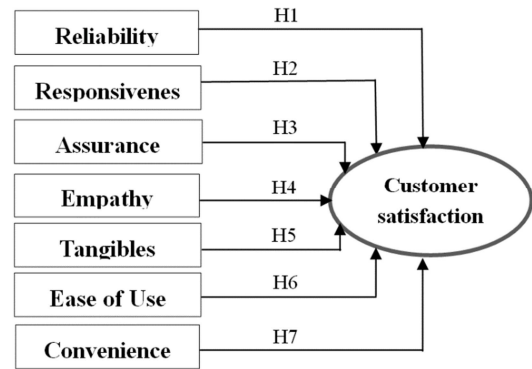 H1
Reliability
H2
Responsivenes
H3
Assurance
Customer
satisfaction
H4
Empathy
H5
Tangibles
H6
Ease of Use
H7
Convenience